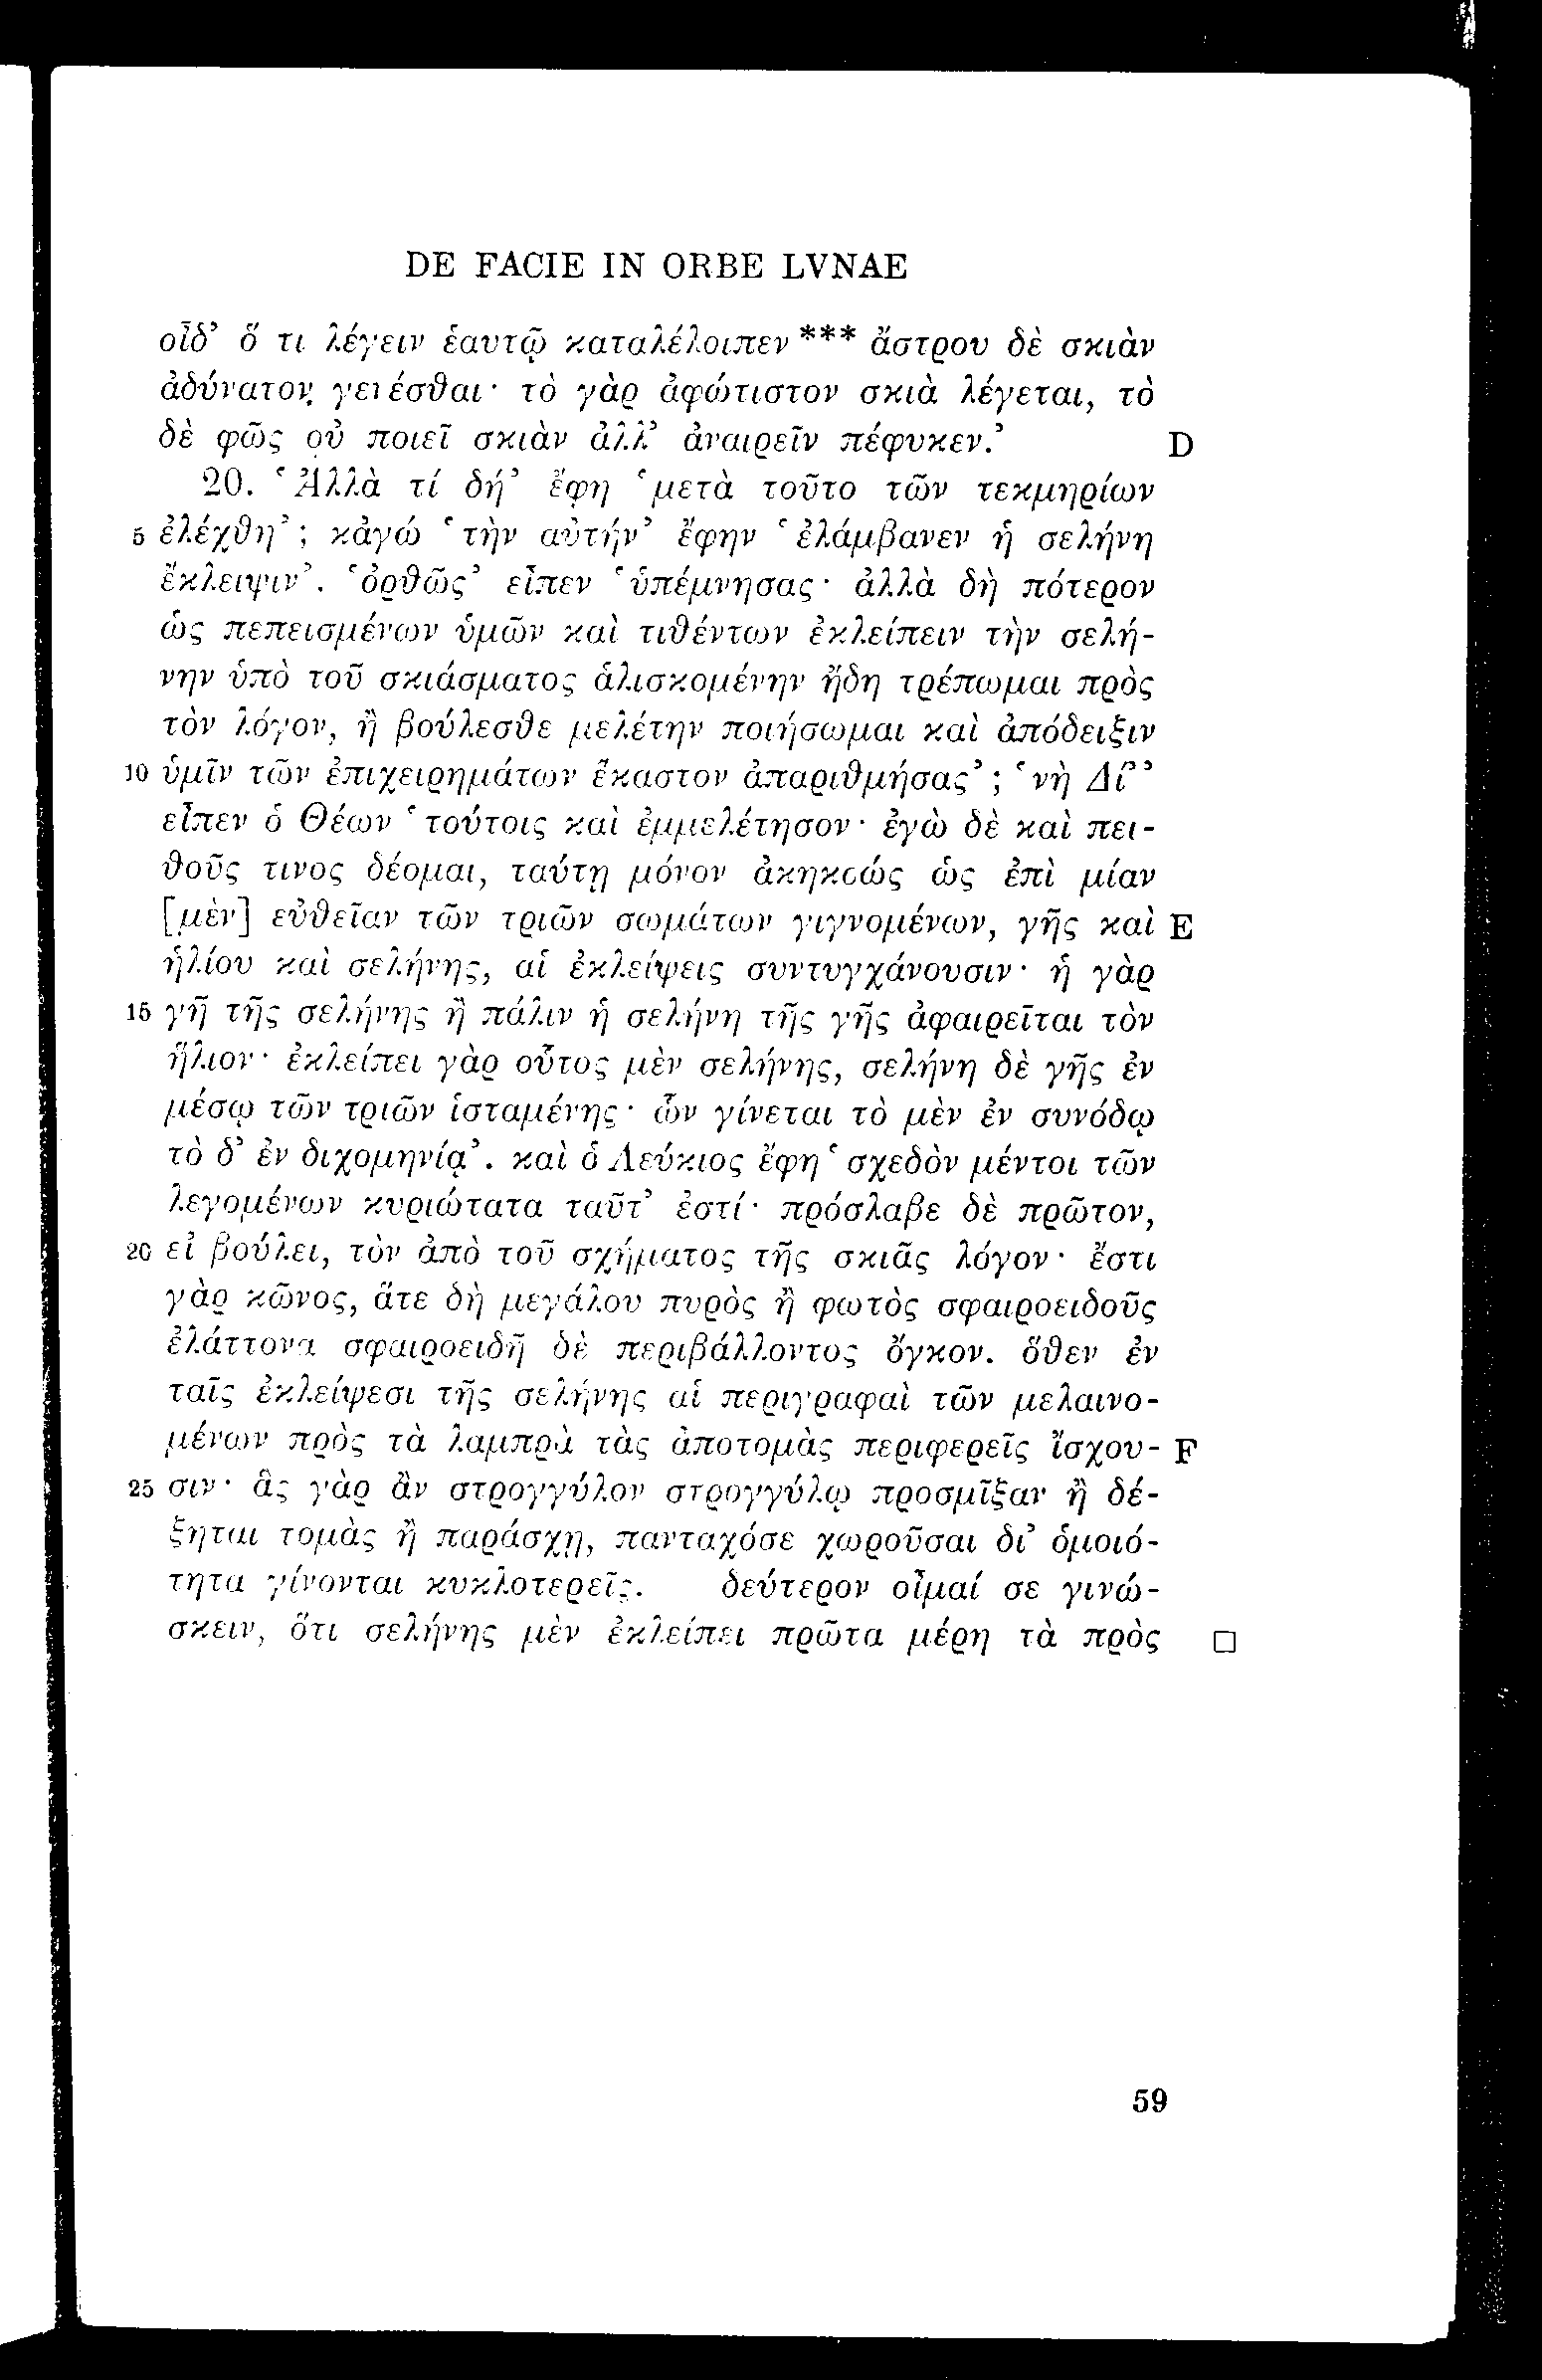 DE FACIE IN ORBE LVNAE
οἶδ’ ὅ τι λέγειν ἑαυτῷ καταλέλοιπεν *** ἄστρου δὲ σκιὰν
ἀδύνατον γενέσθαι· τὸ γὰρ ἀφώτιστον σκιὰ λέγεται, τὸ
δὲ φῶς οὐ ποιεῖ σκιὰν ἀλλ’ ἀναιρεῖν πέφυκεν.’ D
20. ‘Ἀλλὰ τί δή’ ἔφη ‘μετὰ τοῦτο τῶν τεκμηρίων
5 ἐλέχθη’; κἀγώ ‘τὴν αὐτήν’ ἔφην ‘ἐλάμβανεν ἡ σελήνη
ἔκλειψιν’. ‘ὀρθῶς’ εἶπεν ‘ὑπέμνησας· ἀλλὰ δὴ πότερον
ὡς πεπεισμένων ὑμῶν καὶ τιθέντων ἐκλείπειν τὴν σελή-
νην ὑπὸ τοῦ σκιάσματος ἁλισκομένην ἤδη τρέπωμαι πρὸς
τὸν λόγον, ἢ βούλεσθε μελέτην ποιήσωμαι καὶ ἀπόδειξιν
10 ὑμῖν τῶν ἐπιχειρημάτων ἕκαστον ἀπαριθμήσας’; ‘νὴ Δί’’
εἶπεν ὁ Θέων ‘τούτοις καὶ ἐμμελέτησον· ἐγὼ δὲ καὶ πει-
θοῦς τινος δέομαι, ταύτῃ μόνον ἀκηκοώς ὡς ἐπὶ μίαν
[μὲν] εὐθεῖαν τῶν τριῶν σωμάτων γιγνομένων, γῆς καὶ E
ἡλίου καὶ σελήνης, αἱ ἐκλείψεις συντυγχάνουσιν· ἡ γὰρ
15 γῆ τῆς σελήνης ἢ πάλιν ἡ σελήνη τῆς γῆς ἀφαιρεῖται τὸν
ἥλιον· ἐκλείπει γὰρ οὗτος μὲν σελήνης, σελήνη δὲ γῆς ἐν
μέσῳ τῶν τριῶν ἱσταμένης· ὧν γίνεται τὸ μὲν ἐν συνόδῳ
τὸ δ’ ἐν διχομηνίᾳ’. καὶ ὁ Λεύκιος ἔφη ‘σχεδὸν μέντοι τῶν
λεγομένων κυριώτατα ταῦτ’ ἐστί· πρόσλαβε δὲ πρῶτον,
20 εἰ βούλει, τὸν ἀπὸ τοῦ σχήματος τῆς σκιᾶς λόγον· ἔστι
γὰρ κῶνος, ἅτε δὴ μεγάλου πυρὸς ἢ φωτὸς σφαιροειδοῦς
ἐλάττονα σφαιροειδῆ δὲ περιβάλλοντος ὄγκον. ὅθεν ἐν
ταῖς ἐκλείψεσι τῆς σελήνης αἱ περιγραφαὶ τῶν μελαινο-
μένων πρὸς τὰ λαμπρὰ τὰς ἀποτομὰς περιφερεῖς ἴσχου- F
25 σιν· ἃς γὰρ ἂν στρογγύλον στρογγύλῳ προσμῖξαν ἢ δέ-
ξηται τομὰς ἢ παράσχῃ, πανταχόσε χωροῦσαι δι’ ὁμοιό-
τητα γίνονται κυκλοτερεῖς. δεύτερον οἶμαί σε γινώ-
σκειν, ὅτι σελήνης μὲν ἐκλείπει πρῶτα μέρη τὰ πρὸς □
59